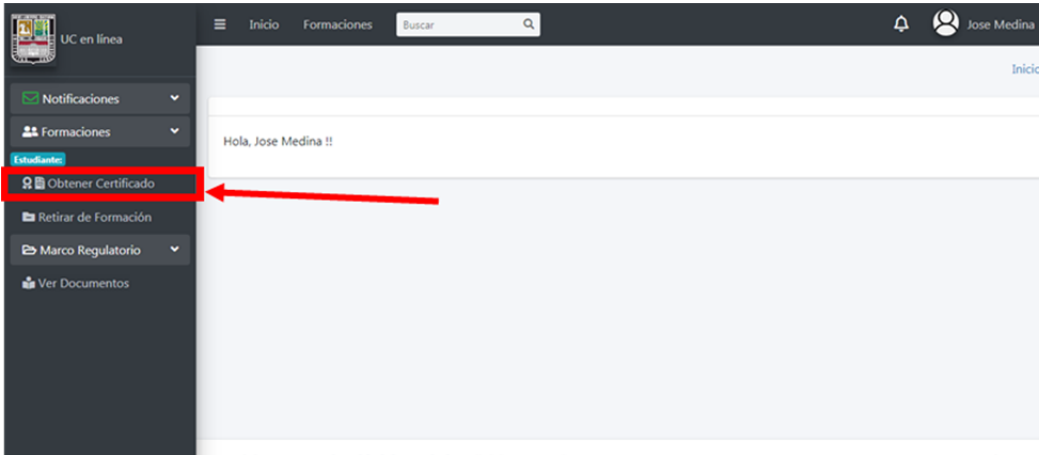 UC en línea
Inicio Formaciones Buscar Jose Medina
Inicio
Notificaciones
Formaciones
Hola, Jose Medina !!
Estudiante:
Obtener Certificado
Retirar de Formación
Marco Regulatorio
Ver Documentos